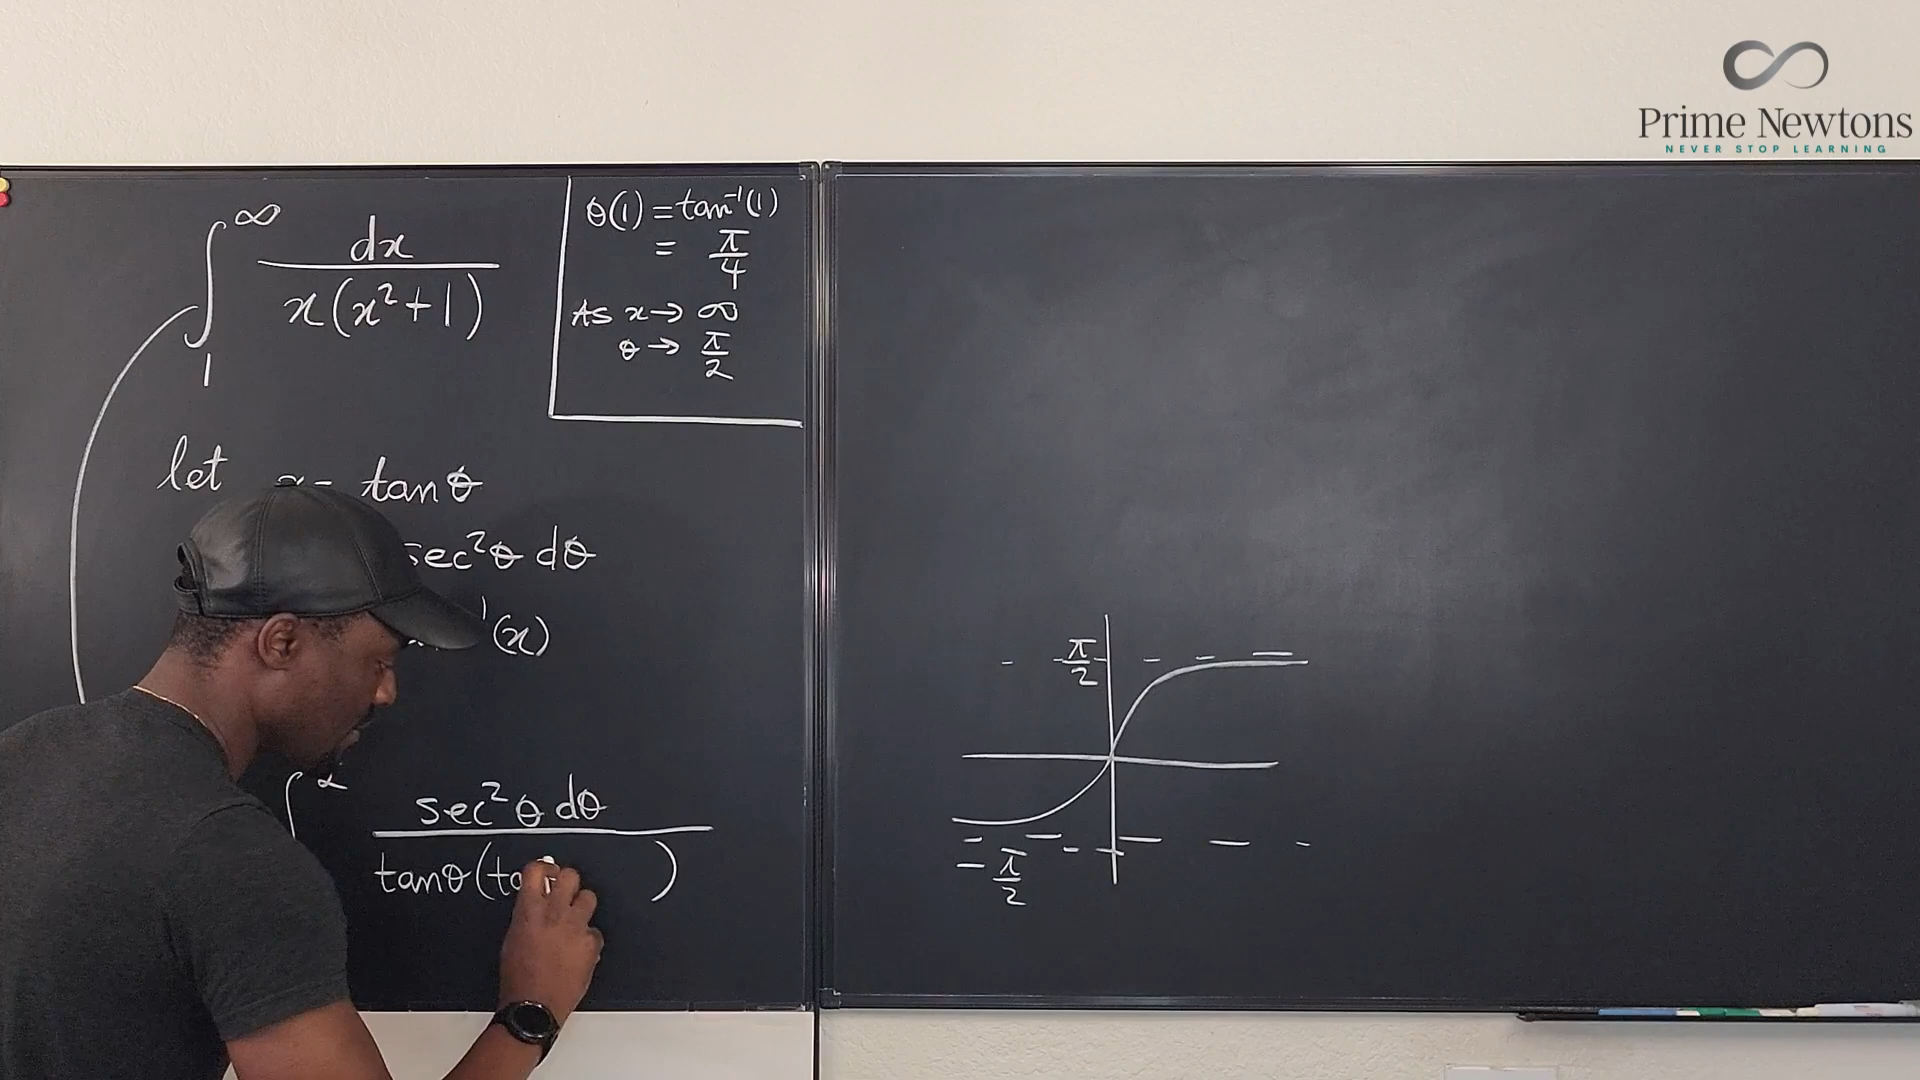 Prime Newtons
NEVER STOP LEARNING
∫₁^∞ dx
x(x²+1)
θ(1) = tan⁻¹(1)
= π/4
As x → ∞
θ → π/2
let x = tanθ
sec²θ dθ
¹(x)
∫^α sec²θ dθ
tanθ(ta )
π/2
-π/2